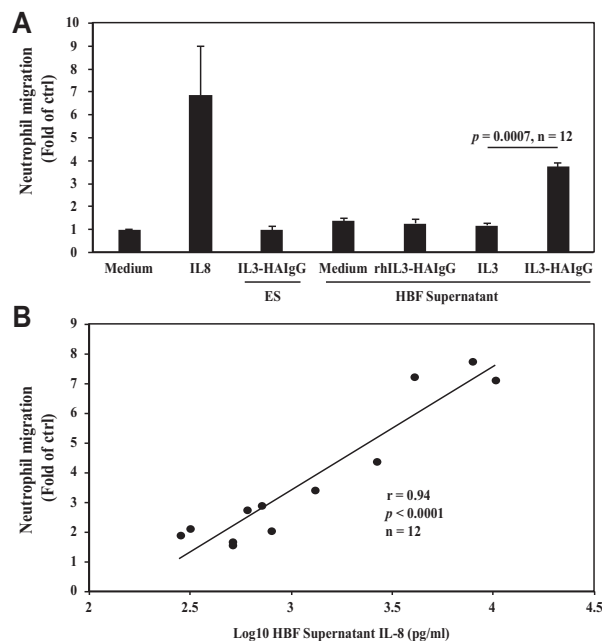 A
Neutrophil migration
(Fold of ctrl)
10
9
8
7
6
5
4
3
2
1
0
p = 0.0007, n = 12
Medium IL8 IL3-HAIgG Medium rhIL3-HAIgG IL3 IL3-HAIgG
ES HBF Supernatant
B
Neutrophil migration
(Fold of ctrl)
9
8
7
6
5
4
3
2
1
0
r = 0.94
p < 0.0001
n = 12
2 2.5 3 3.5 4 4.5
Log10 HBF Supernatant IL-8 (pg/ml)